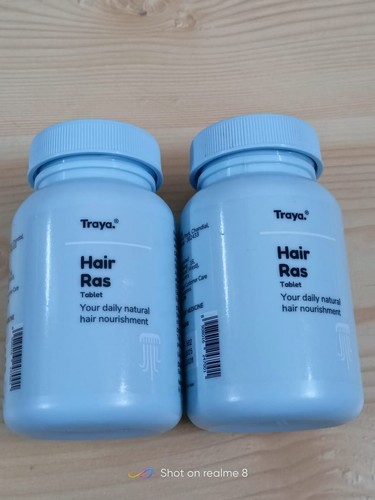 Traya.®
Hair
Ras
Tablet
Your daily natural
hair nourishment
Traya.®
Hair
Ras
Tablet
Your daily natural
hair nourishment
Shot on realme 8